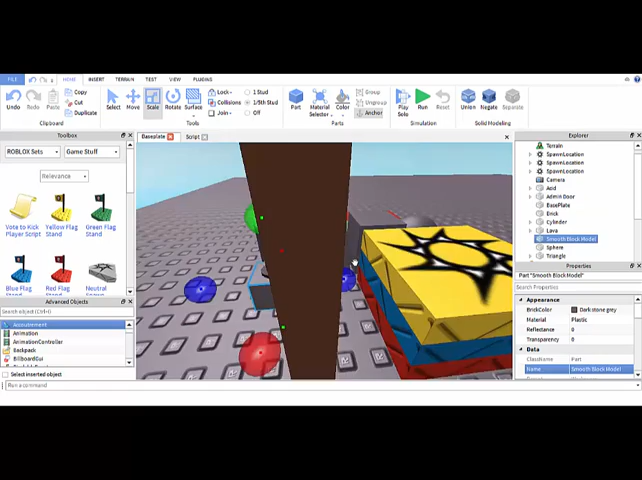 FILE HOME INSERT TERRAIN TEST VIEW PLUGINS
Undo Redo Paste Copy Cut Duplicate
Clipboard
Select Move Scale Rotate Surface Lock Collisions Join
Tools
1 Stud
1/5th Stud
Off
Part Material Selector Color Group Ungroup Anchor
Parts
Play Solo Run Reset
Simulation
Union Negate Separate
Solid Modeling
Toolbox
ROBLOX Sets Game Stuff
Relevance
Vote to Kick Player Script
Yellow Flag Stand
Green Flag Stand
Blue Flag
Red Flag
Neutral
Advanced Objects
Search object
Accoutrement
Animation
AnimationController
Backpack
BillboardGui
Select inserted object
Run a command
Baseplate Script
Explorer
Terrain
SpawnLocation
SpawnLocation
SpawnLocation
Camera
Acid
Admin Door
BasePlate
Brick
Cylinder
Lava
Smooth Block Model
Sphere
Triangle
Properties
Part "Smooth Block Model"
Search Properties
Appearance
BrickColor Dark stone grey
Material Plastic
Reflectance 0
Transparency 0
Data
ClassName Part
Name Smooth Block Model